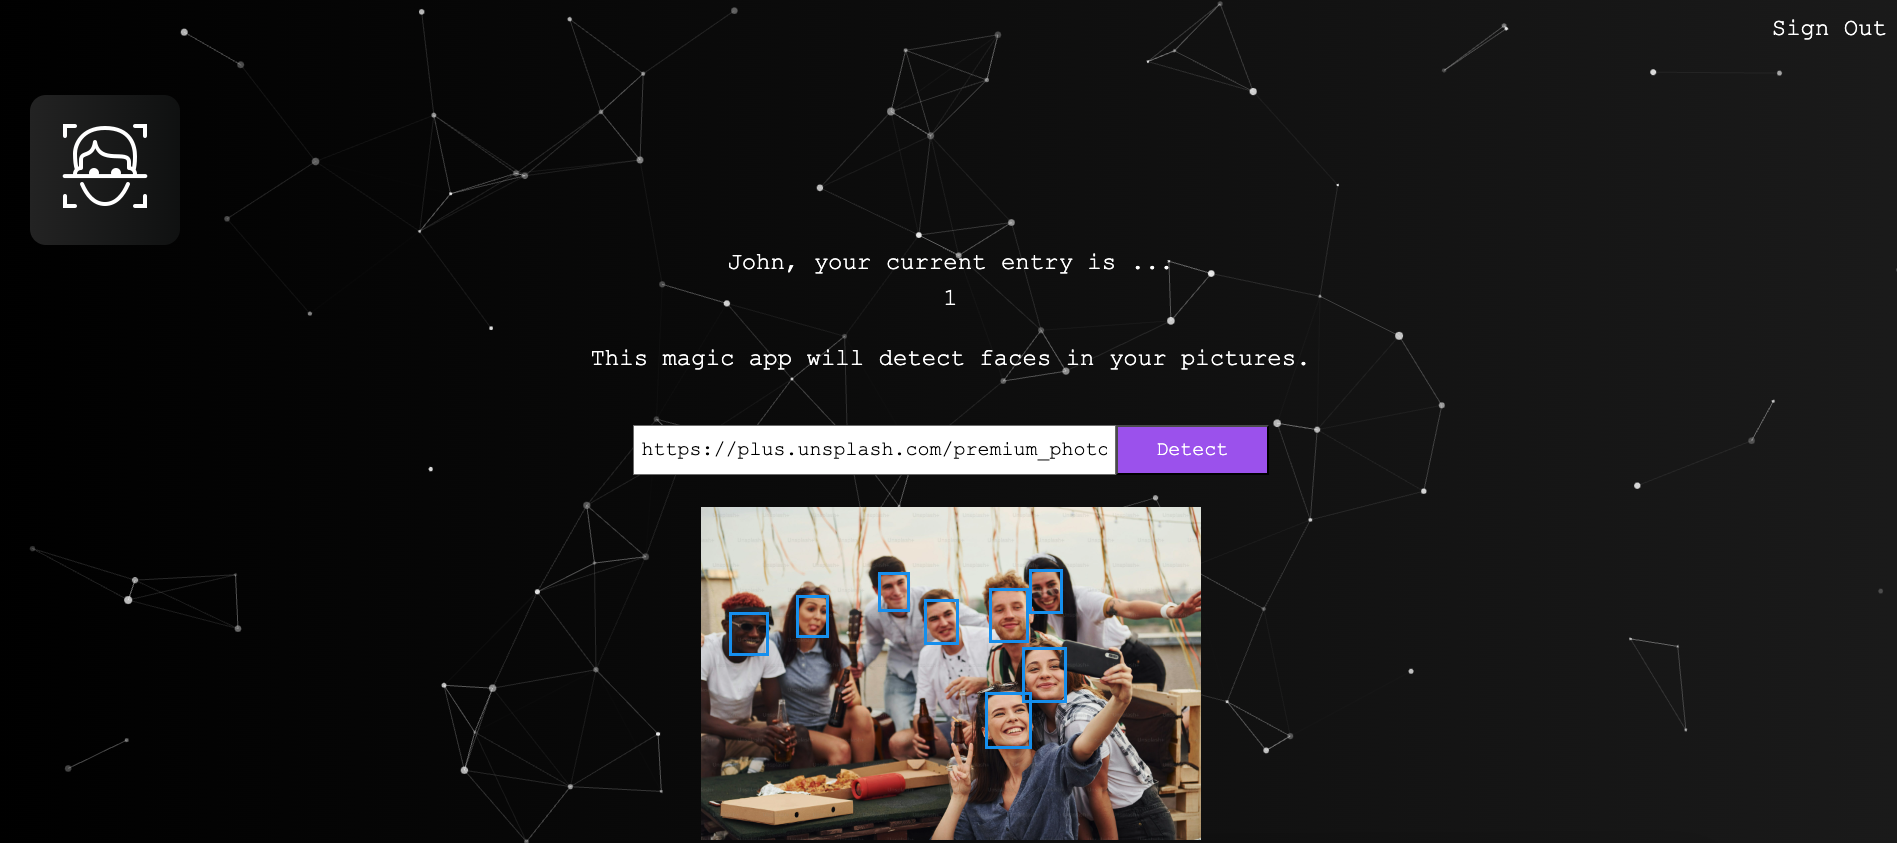 Sign Out
John, your current entry is ...
1
This magic app will detect faces in your pictures.
https://plus.unsplash.com/premium_photo
Detect